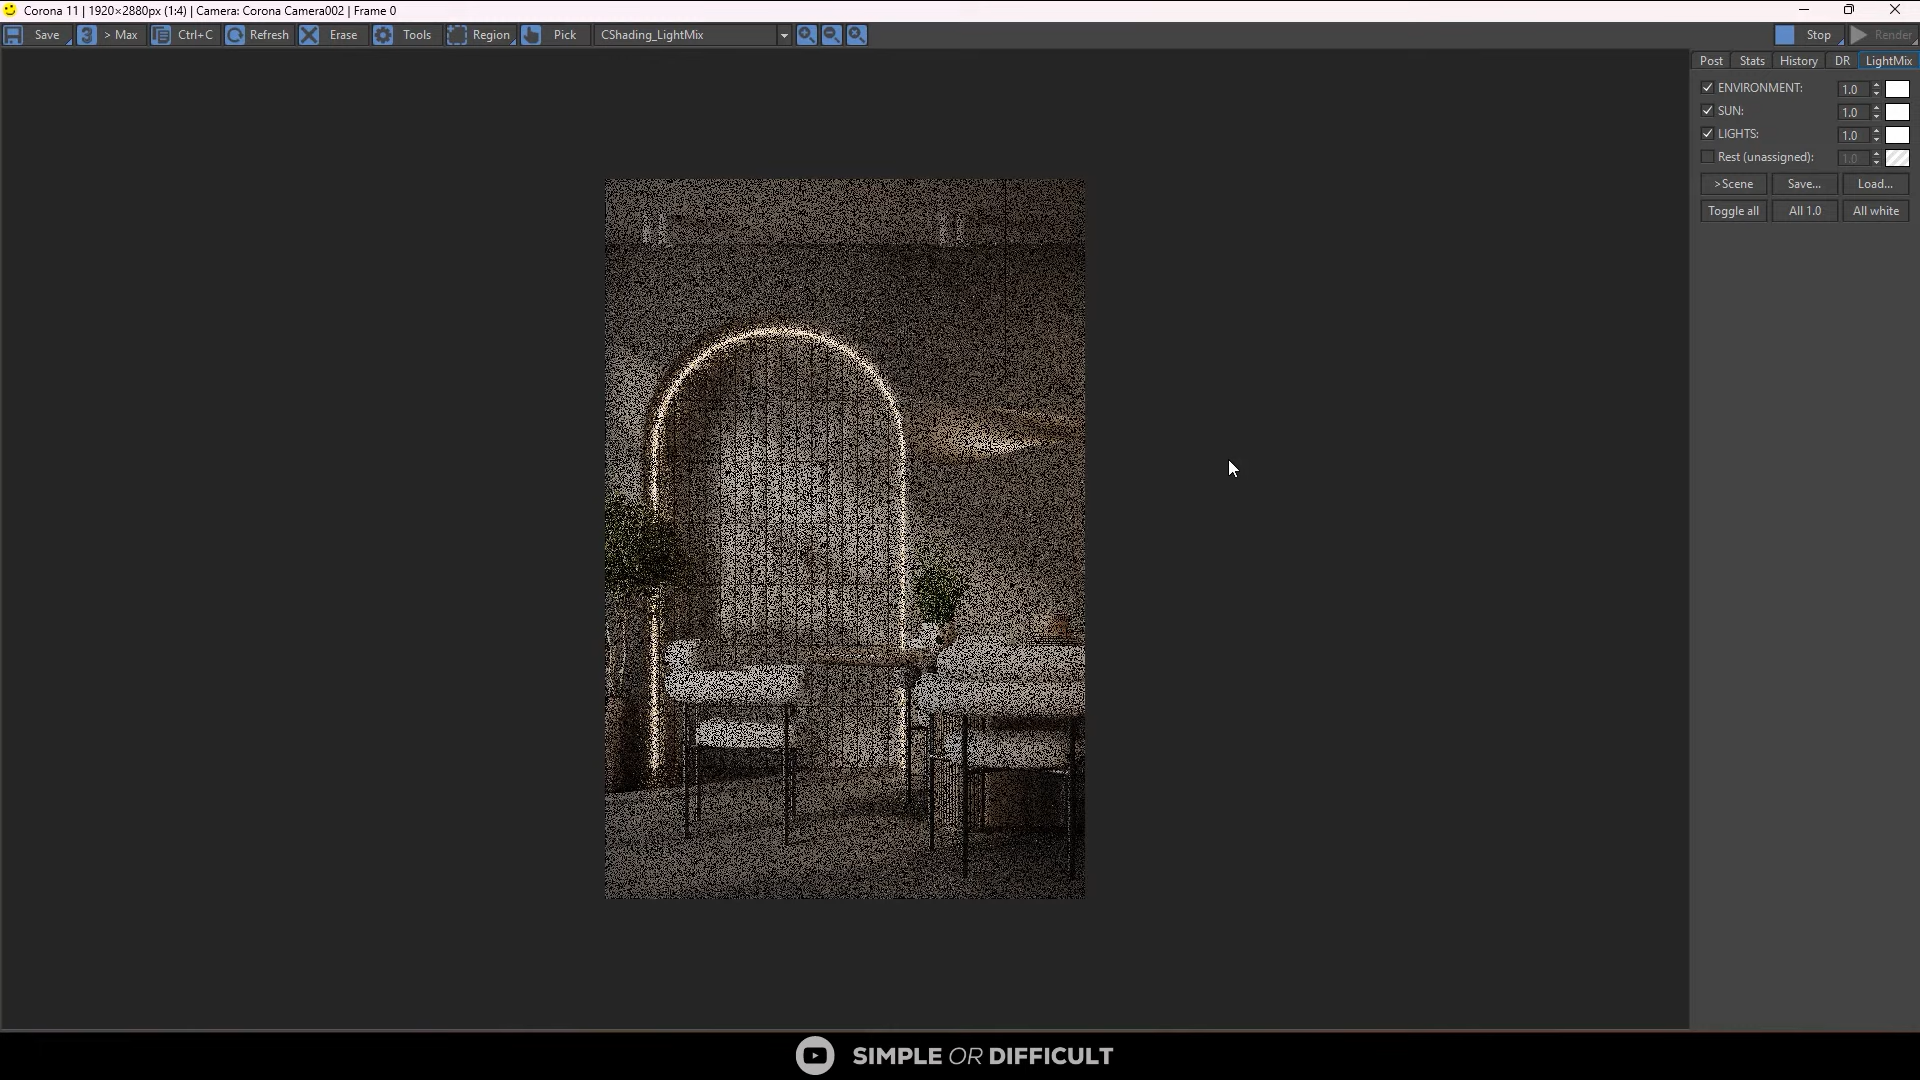 Corona 11 | 1920×2880px (1:4) | Camera: Corona Camera002 | Frame 0
Save 3 > Max Ctrl+C Refresh Erase Tools Region Pick CShading_LightMix Stop Render
Post Stats History DR LightMix
ENVIRONMENT: 1.0
SUN: 1.0
LIGHTS: 1.0
Rest (unassigned): 1.0
>Scene Save... Load...
Toggle all All 1.0 All white
SIMPLE OR DIFFICULT